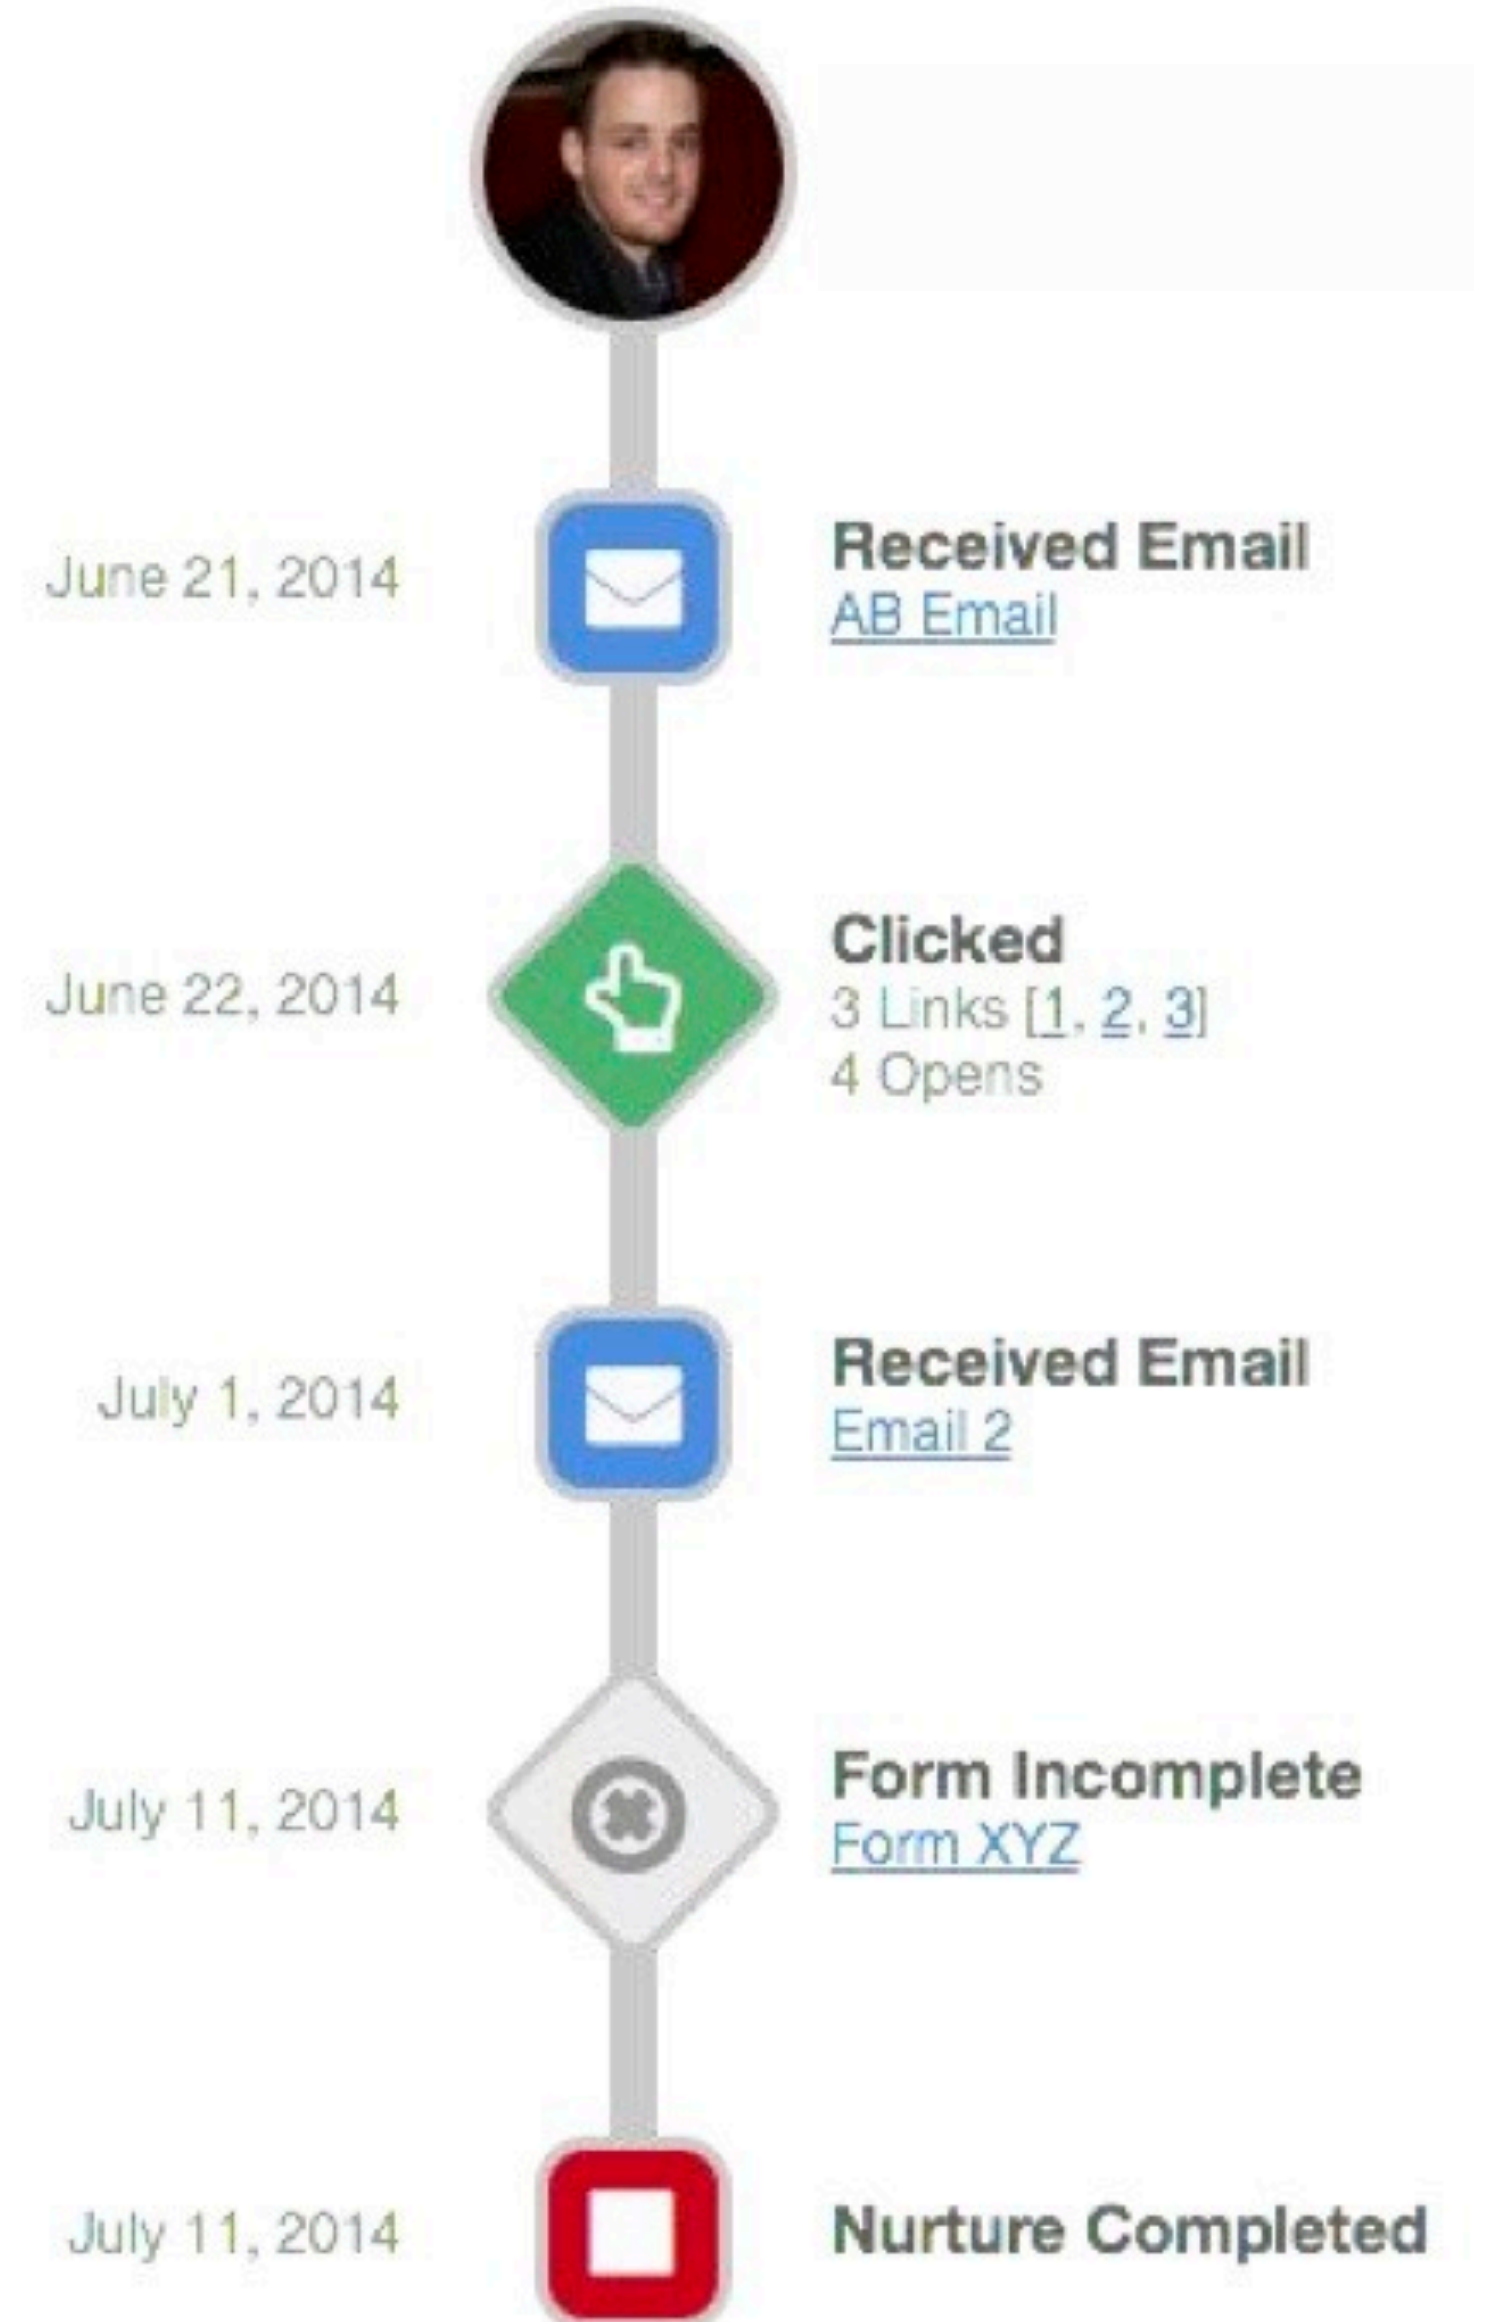 June 21, 2014
Received Email
AB Email
June 22, 2014
Clicked
3 Links [1, 2, 3]
4 Opens
July 1, 2014
Received Email
Email 2
July 11, 2014
Form Incomplete
Form XYZ
July 11, 2014
Nurture Completed